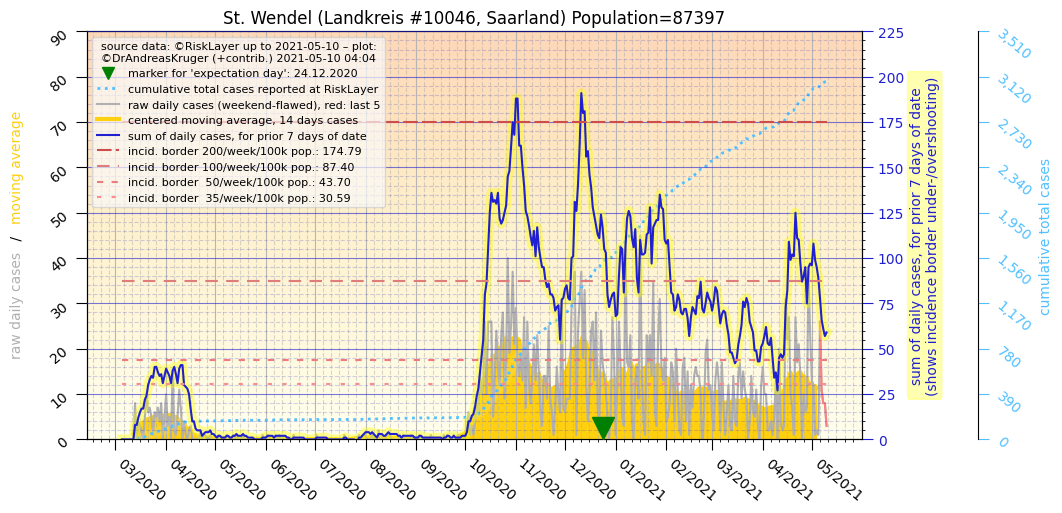 St. Wendel (Landkreis #10046, Saarland) Population=87397
source data: ©RiskLayer up to 2021-05-10 – plot:
©DrAndreasKruger (+contrib.) 2021-05-10 04:04
marker for 'expectation day': 24.12.2020
cumulative total cases reported at RiskLayer
raw daily cases (weekend-flawed), red: last 5
centered moving average, 14 days cases
sum of daily cases, for prior 7 days of date
incid. border 200/week/100k pop.: 174.79
incid. border 100/week/100k pop.: 87.40
incid. border  50/week/100k pop.: 43.70
incid. border  35/week/100k pop.: 30.59
raw daily cases / moving average
90
80
70
60
50
40
30
20
10
0
03/2020
04/2020
05/2020
06/2020
07/2020
08/2020
09/2020
10/2020
11/2020
12/2020
01/2021
02/2021
03/2021
04/2021
05/2021
225
200
175
150
125
100
75
50
25
0
sum of daily cases, for prior 7 days of date
(shows incidence border under-/overshooting)
3,510
3,120
2,730
2,340
1,950
1,560
1,170
780
390
0
cumulative total cases